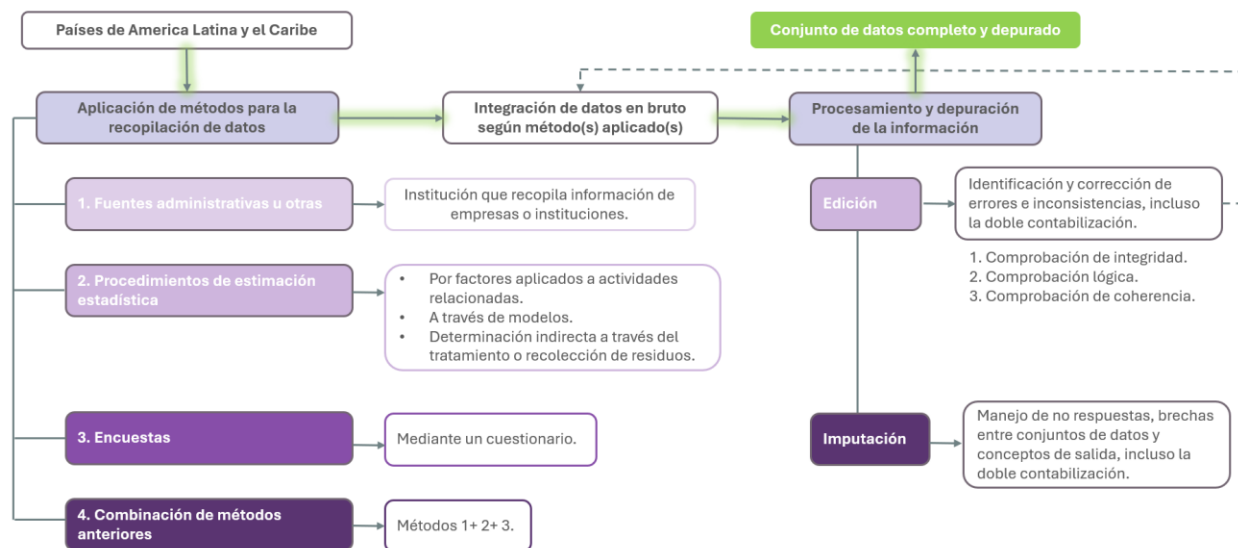 Países de America Latina y el Caribe
Conjunto de datos completo y depurado
Aplicación de métodos para la
recopilación de datos
Integración de datos en bruto
según método(s) aplicado(s)
Procesamiento y depuración
de la información
1. Fuentes administrativas u otras
Institución que recopila información de
empresas o instituciones.
2. Procedimientos de estimación
estadística
• Por factores aplicados a actividades
relacionadas.
• A través de modelos.
• Determinación indirecta a través del
tratamiento o recolección de residuos.
3. Encuestas
Mediante un cuestionario.
4. Combinación de métodos
anteriores
Métodos 1+ 2+ 3.
Edición
Identificación y corrección de
errores e inconsistencias, incluso
la doble contabilización.
1. Comprobación de integridad.
2. Comprobación lógica.
3. Comprobación de coherencia.
Imputación
Manejo de no respuestas, brechas
entre conjuntos de datos y
conceptos de salida, incluso la
doble contabilización.